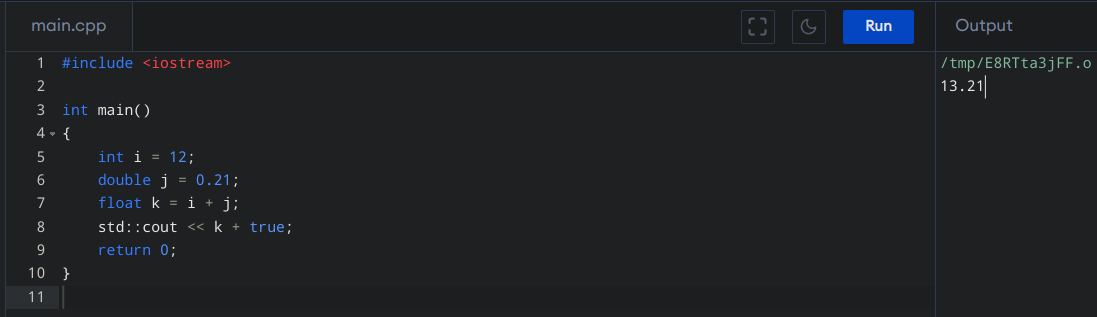 main.cpp
Run
Output
1 #include <iostream>
2
3 int main()
4 {
5     int i = 12;
6     double j = 0.21;
7     float k = i + j;
8     std::cout << k + true;
9     return 0;
10 }
11
/tmp/E8RTta3jFF.o
13.21